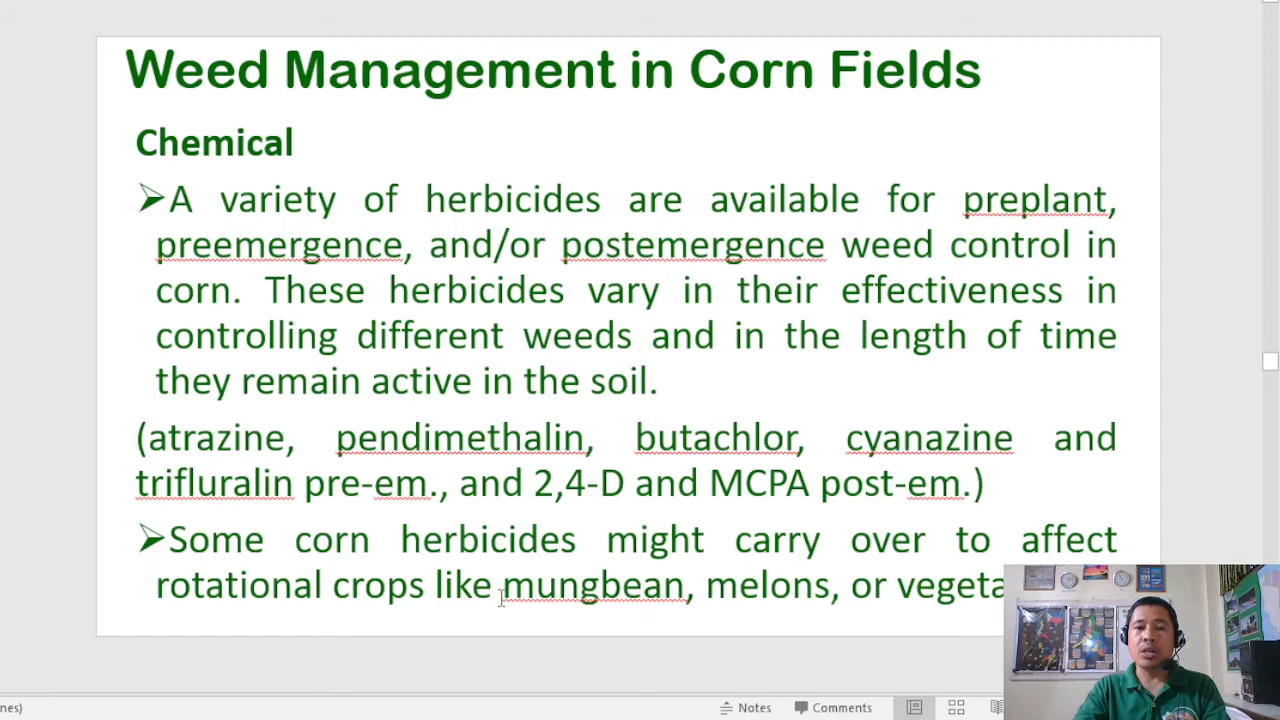 Weed Management in Corn Fields
Chemical
➢A variety of herbicides are available for preplant,
preemergence, and/or postemergence weed control in
corn. These herbicides vary in their effectiveness in
controlling different weeds and in the length of time
they remain active in the soil.
(atrazine, pendimethalin, butachlor, cyanazine and
trifluralin pre-em., and 2,4-D and MCPA post-em.)
➢Some corn herbicides might carry over to affect
rotational crops like mungbean, melons, or vegeta
nes)
Notes
Comments